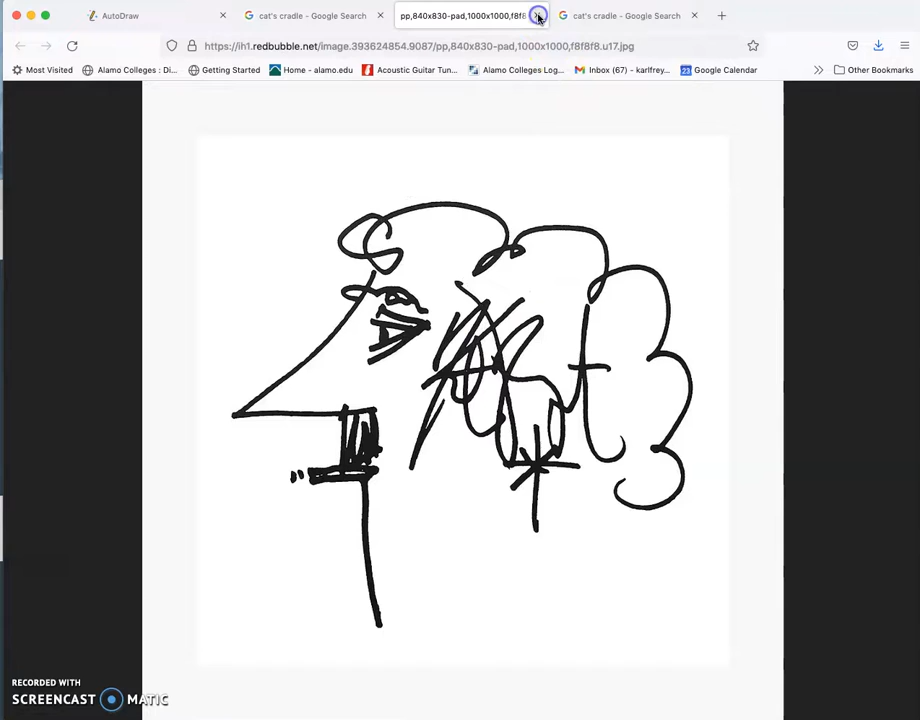 AutoDraw
cat's cradle - Google Search
pp,840x830-pad,1000x1000,f8f8
cat's cradle - Google Search
https://ih1.redbubble.net/image.393624854.9087/pp,840x830-pad,1000x1000,f8f8f8.u17.jpg
Most Visited
Alamo Colleges : Di...
Getting Started
Home - alamo.edu
Acoustic Guitar Tun...
Alamo Colleges Log...
Inbox (67) - karlfrey...
23 Google Calendar
Other Bookmarks
RECORDED WITH
SCREENCAST MATIC